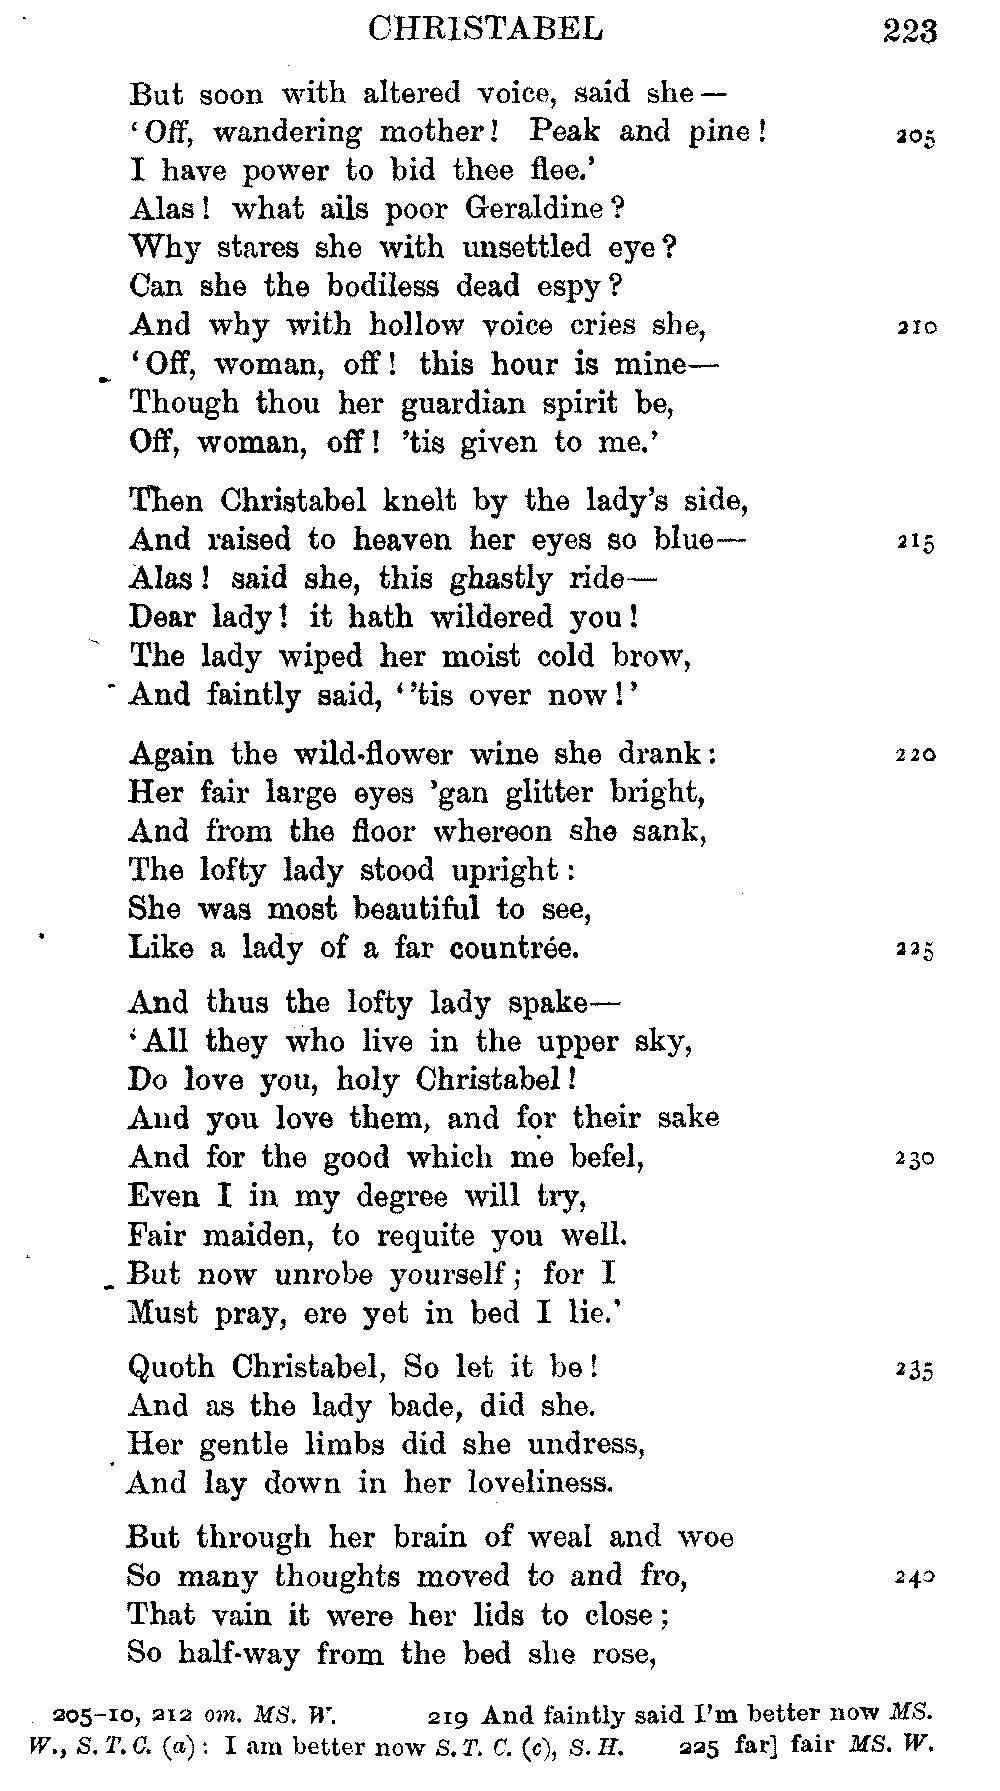 CHRISTABEL 223
But soon with altered voice, said she—
‘Off, wandering mother! Peak and pine! 205
I have power to bid thee flee.’
Alas! what ails poor Geraldine?
Why stares she with unsettled eye?
Can she the bodiless dead espy?
And why with hollow voice cries she, 210
‘Off, woman, off! this hour is mine—
Though thou her guardian spirit be,
Off, woman, off! ’tis given to me.’
Then Christabel knelt by the lady’s side,
And raised to heaven her eyes so blue— 215
Alas! said she, this ghastly ride—
Dear lady! it hath wildered you!
The lady wiped her moist cold brow,
And faintly said, ‘’tis over now!’
Again the wild-flower wine she drank: 220
Her fair large eyes ’gan glitter bright,
And from the floor whereon she sank,
The lofty lady stood upright:
She was most beautiful to see,
Like a lady of a far countrée. 225
And thus the lofty lady spake—
‘All they who live in the upper sky,
Do love you, holy Christabel!
And you love them, and for their sake
And for the good which me befel, 230
Even I in my degree will try,
Fair maiden, to requite you well.
But now unrobe yourself; for I
Must pray, ere yet in bed I lie.’
Quoth Christabel, So let it be! 235
And as the lady bade, did she.
Her gentle limbs did she undress,
And lay down in her loveliness.
But through her brain of weal and woe
So many thoughts moved to and fro, 240
That vain it were her lids to close;
So half-way from the bed she rose,
205–10, 212 om. MS. W. 219 And faintly said I’m better now MS.
W., S. T. C. (a): I am better now S. T. C. (c), S. H. 225 far] fair MS. W.